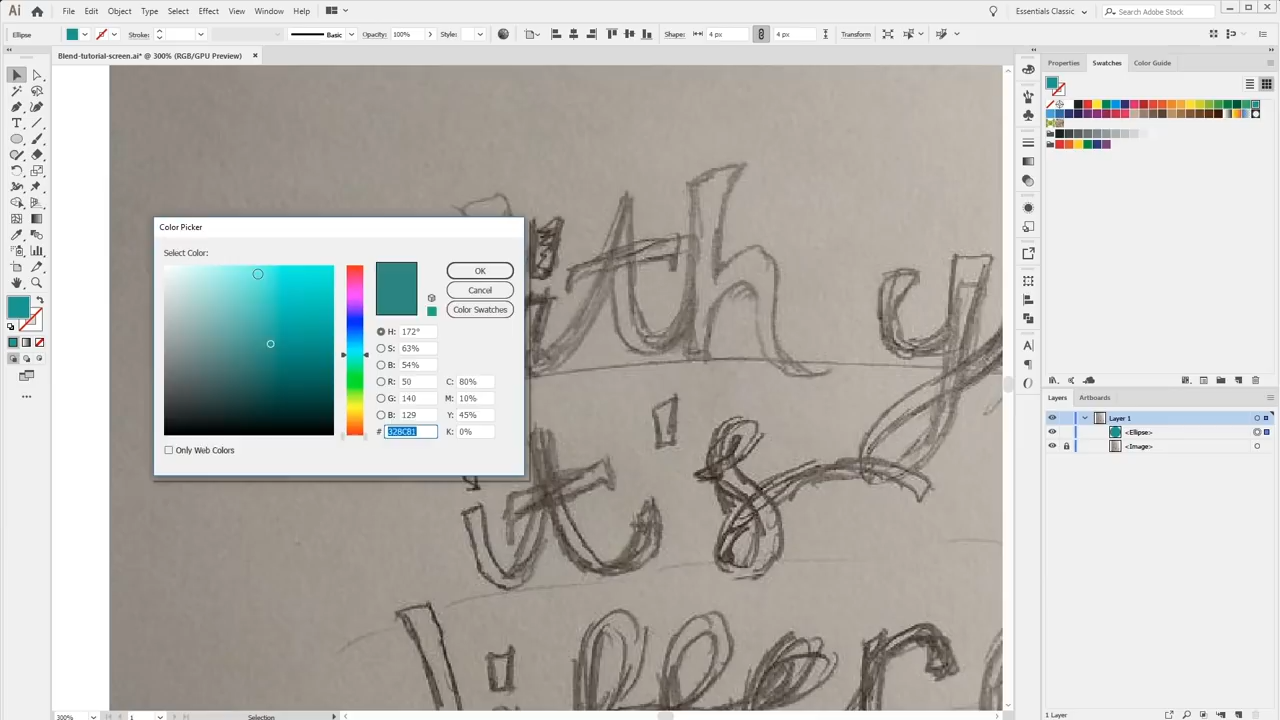 Ai File Edit Object Type Select Effect View Window Help Essentials Classic Search Adobe Stock
Ellipse Stroke: Basic Opacity: 100% Style: Shape: 4 px 4 px Transform
Blend-tutorial-screen.ai* @ 300% (RGB/GPU Preview) ×
Properties Swatches Color Guide
with y
Color Picker
Select Color:
OK
Cancel
Color Swatches
H: 172°
S: 63%
B: 54%
R: 50 C: 80%
G: 140 M: 10%
B: 129 Y: 45%
# 328C81 K: 0%
Only Web Colors
it's
Layers Artboards
Layer 1
<Ellipse>
<Image>
300% 1 Selection 1 Layer